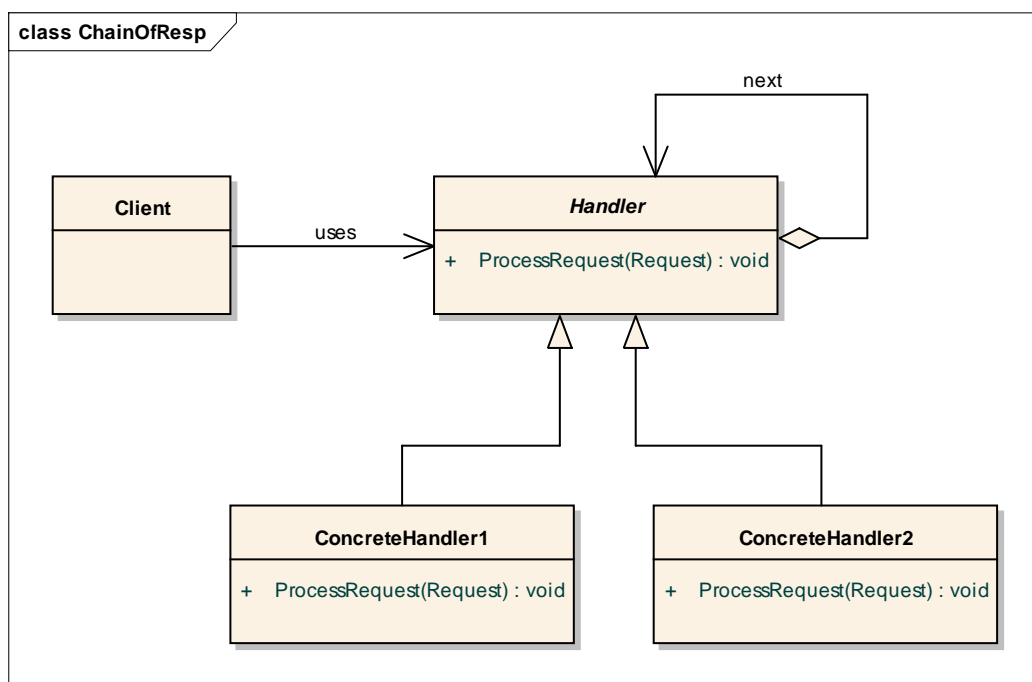 class ChainOfResp
next
Client
Handler
uses
+ ProcessRequest(Request) : void
ConcreteHandler1
ConcreteHandler2
+ ProcessRequest(Request) : void
+ ProcessRequest(Request) : void